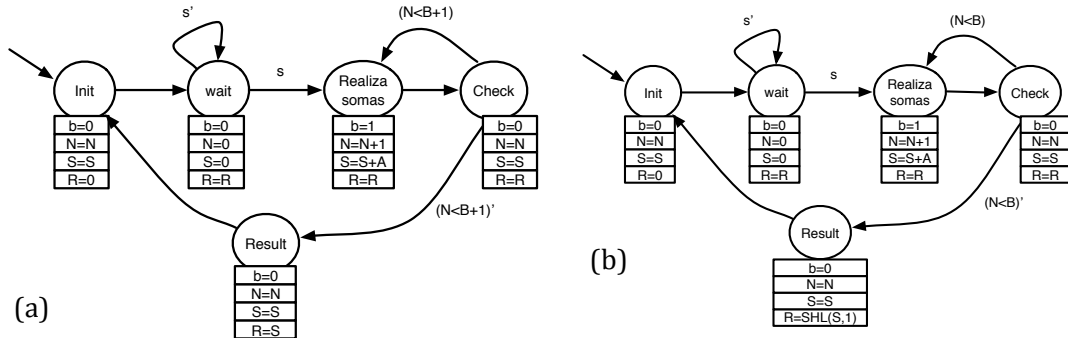 s'
(N<B+1)
s
Init
wait
Realiza
somas
Check
b=0
N=N
S=S
R=0
b=0
N=0
S=0
R=R
b=1
N=N+1
S=S+A
R=R
b=0
N=N
S=S
R=R
(N<B+1)'
Result
b=0
N=N
S=S
R=S
(a)
s'
(N<B)
s
Init
wait
Realiza
somas
Check
b=0
N=N
S=S
R=0
b=0
N=0
S=0
R=R
b=1
N=N+1
S=S+A
R=R
b=0
N=N
S=S
R=R
(N<B)'
Result
b=0
N=N
S=S
R=SHL(S,1)
(b)